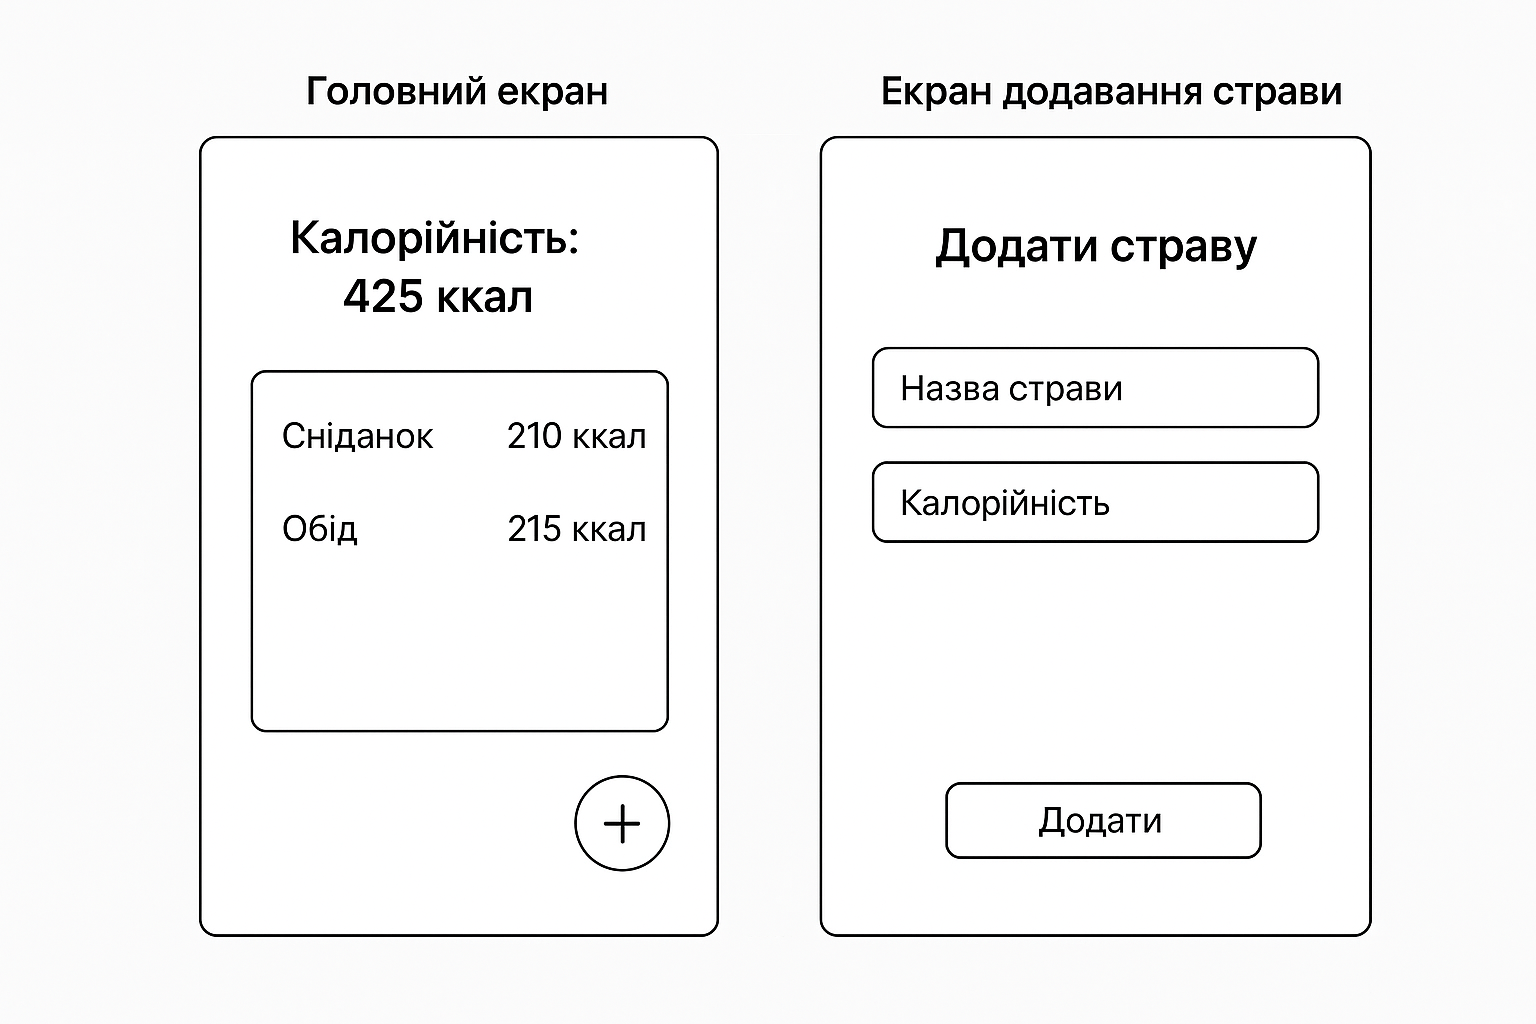 Головний екран
Калорійність:
425 ккал
Сніданок 210 ккал
Обід 215 ккал
+
Екран додавання страви
Додати страву
Назва страви
Калорійність
Додати